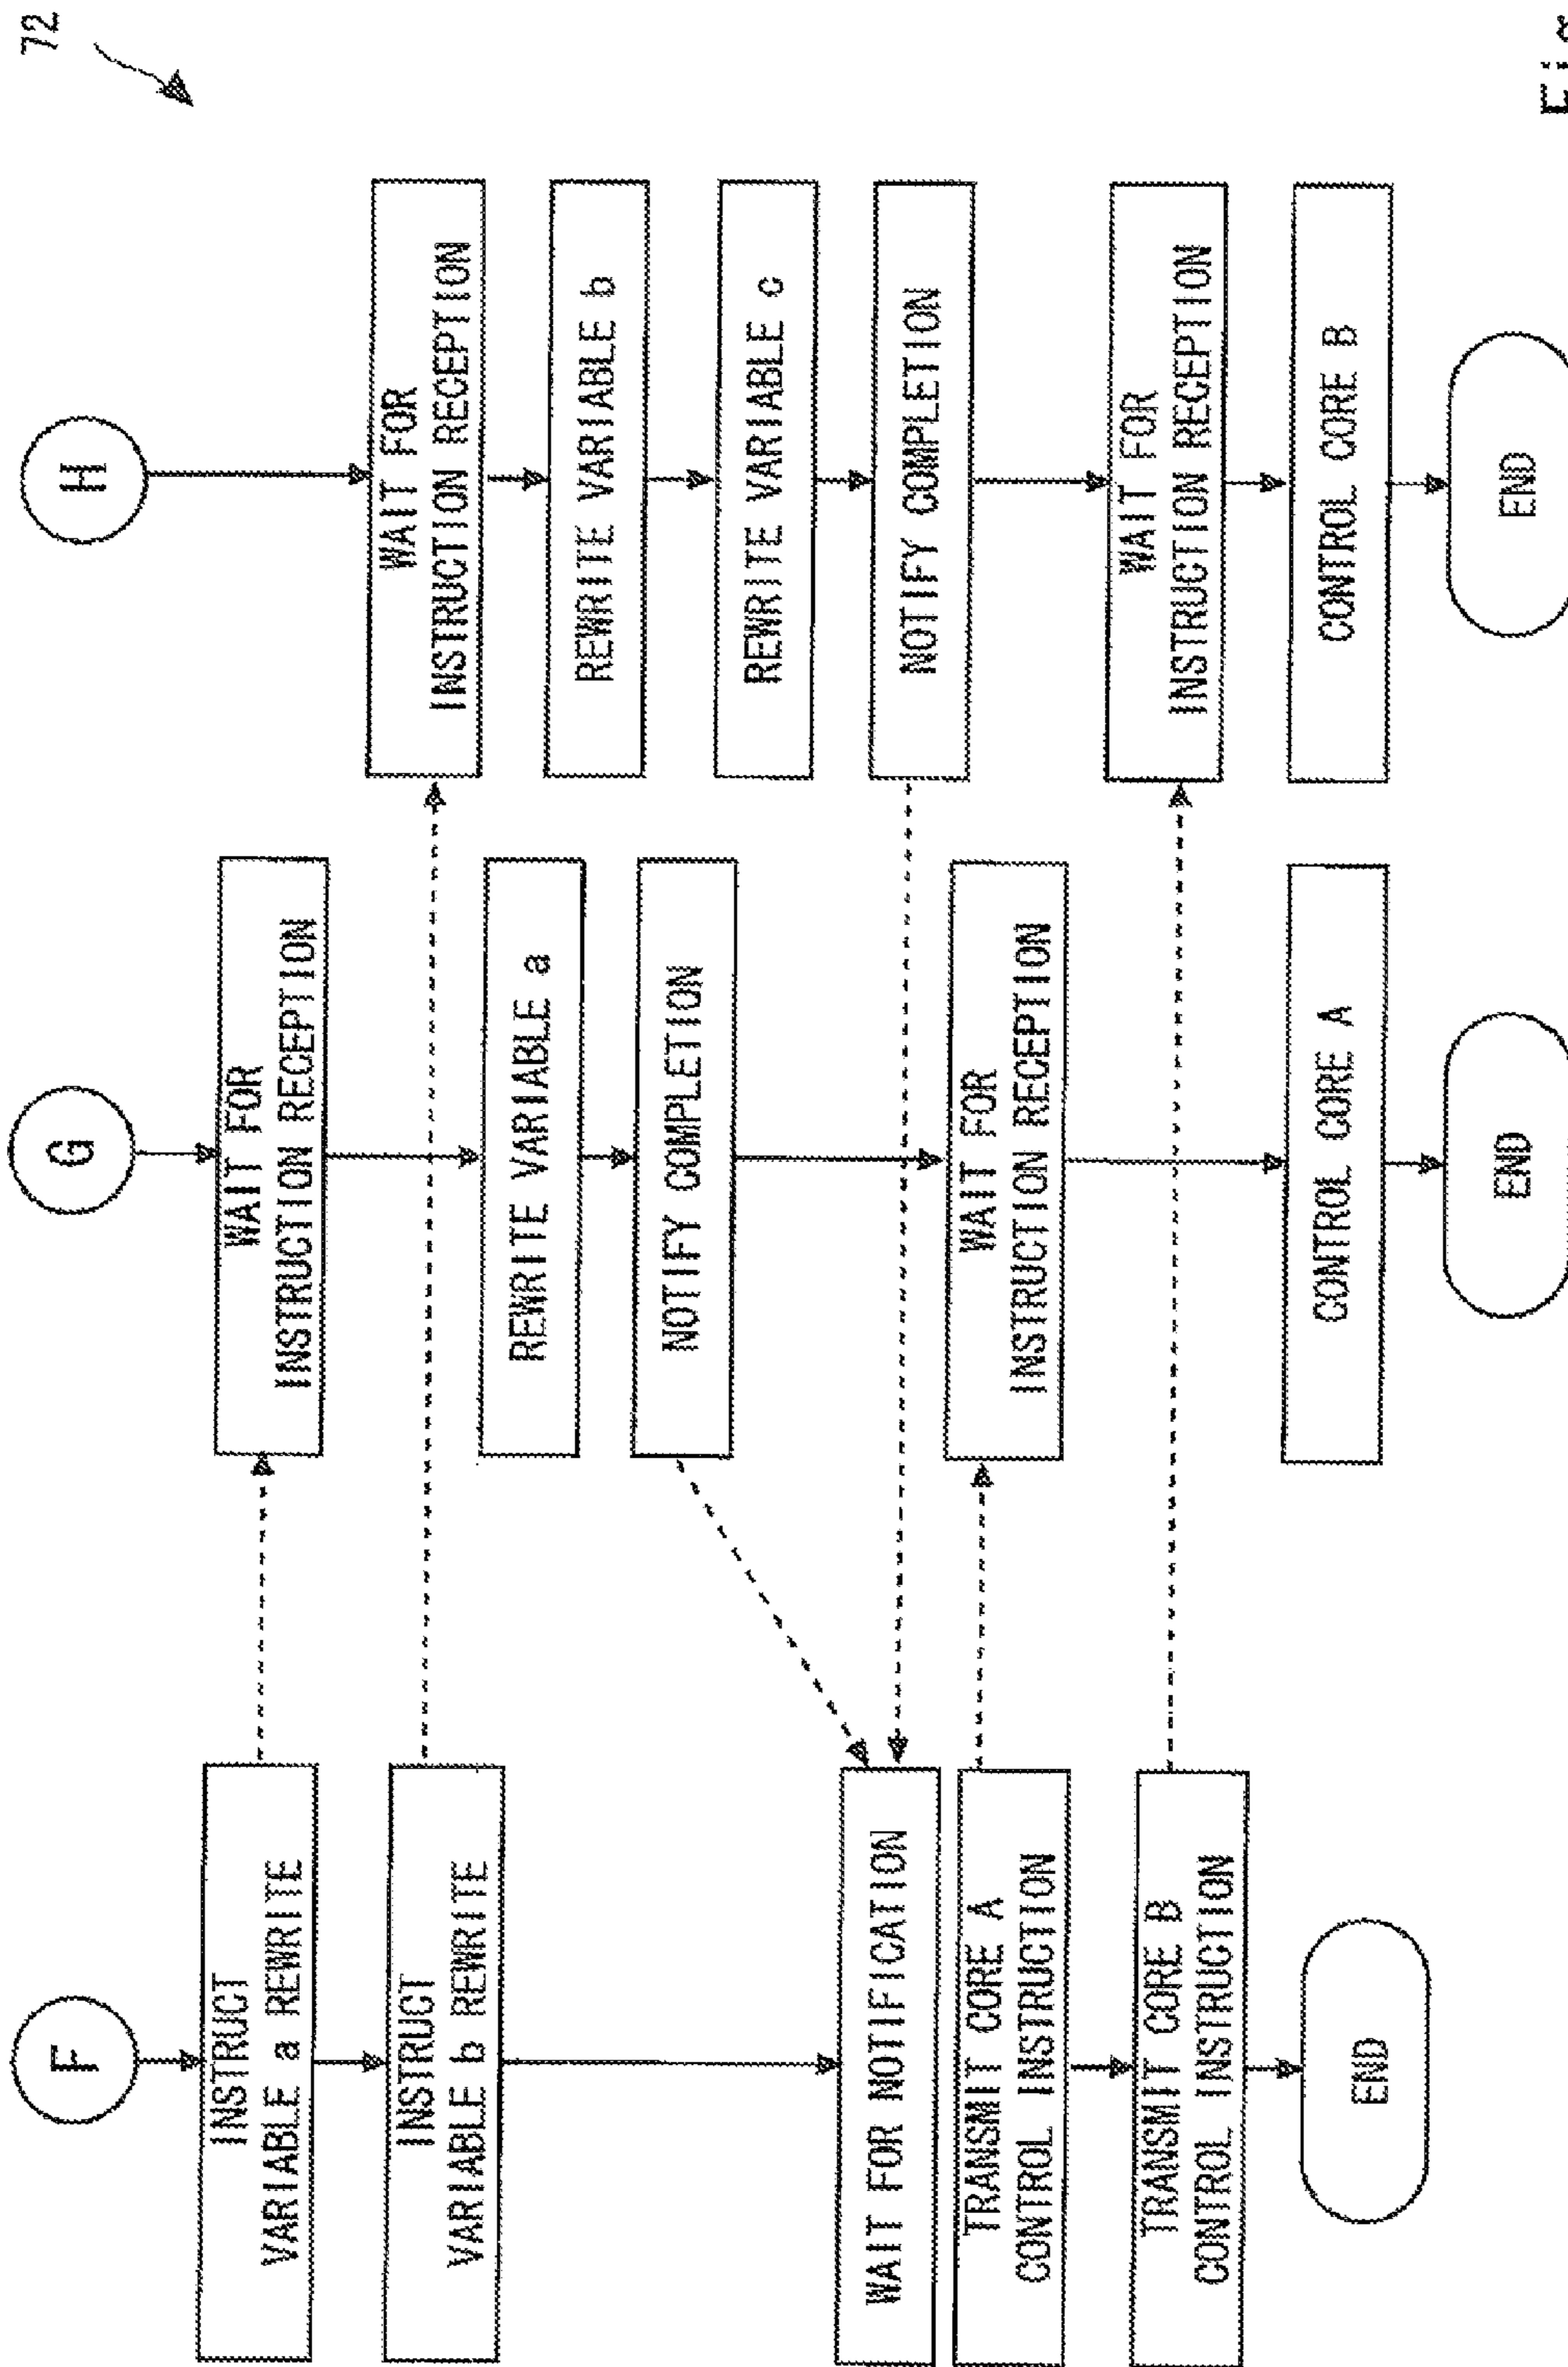 72
F
INSTRUCT
VARIABLE a REWRITE
INSTRUCT
VARIABLE b REWRITE
WAIT FOR NOTIFICATION
TRANSMIT CORE A
CONTROL INSTRUCTION
TRANSMIT CORE B
CONTROL INSTRUCTION
END
G
WAIT FOR
INSTRUCTION RECEPTION
REWRITE VARIABLE a
NOTIFY COMPLETION
WAIT FOR
INSTRUCTION RECEPTION
CONTROL CORE A
END
H
WAIT FOR
INSTRUCTION RECEPTION
REWRITE VARIABLE b
REWRITE VARIABLE c
NOTIFY COMPLETION
WAIT FOR
INSTRUCTION RECEPTION
CONTROL CORE B
END